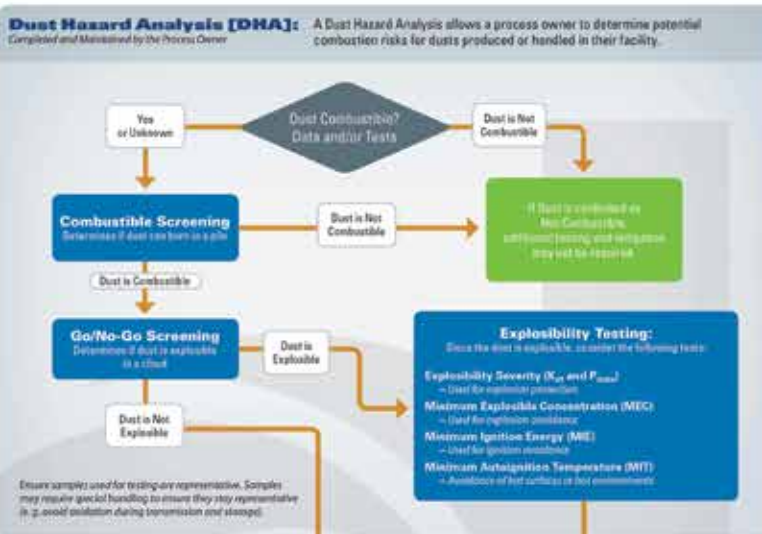 Dust Hazard Analysis [DHA]:
A Dust Hazard Analysis allows a process owner to determine potential
combustion risks for dusts produced or handled in their facility.
Completed and Maintained by the Process Owner
Dust Combustible?
Data and/or Tests
Yes
or Unknown
Dust is Not
Combustible
Combustible Screening
Determines if dust can burn in a pile
Dust is Not
Combustible
If Dust is confirmed as
Not Combustible,
additional testing and mitigation
may not be required
Dust is Combustible
Go/No-Go Screening
Determines if dust is explosible
in a cloud
Dust is
Explosible
Dust is Not
Explosible
Explosibility Testing:
Since the dust is explosible, consider the following tests:
Explosibility Severity (Kst and Pmax)
– Used for explosion protection
Minimum Explosible Concentration (MEC)
– Used for explosion avoidance
Minimum Ignition Energy (MIE)
– Used for ignition avoidance
Minimum Autoignition Temperature (MIT)
– Avoidance of hot surfaces or hot environments
Ensure samples used for testing are representative. Samples
may require special handling to ensure they stay representative
(e.g. avoid oxidation during transmission and storage).